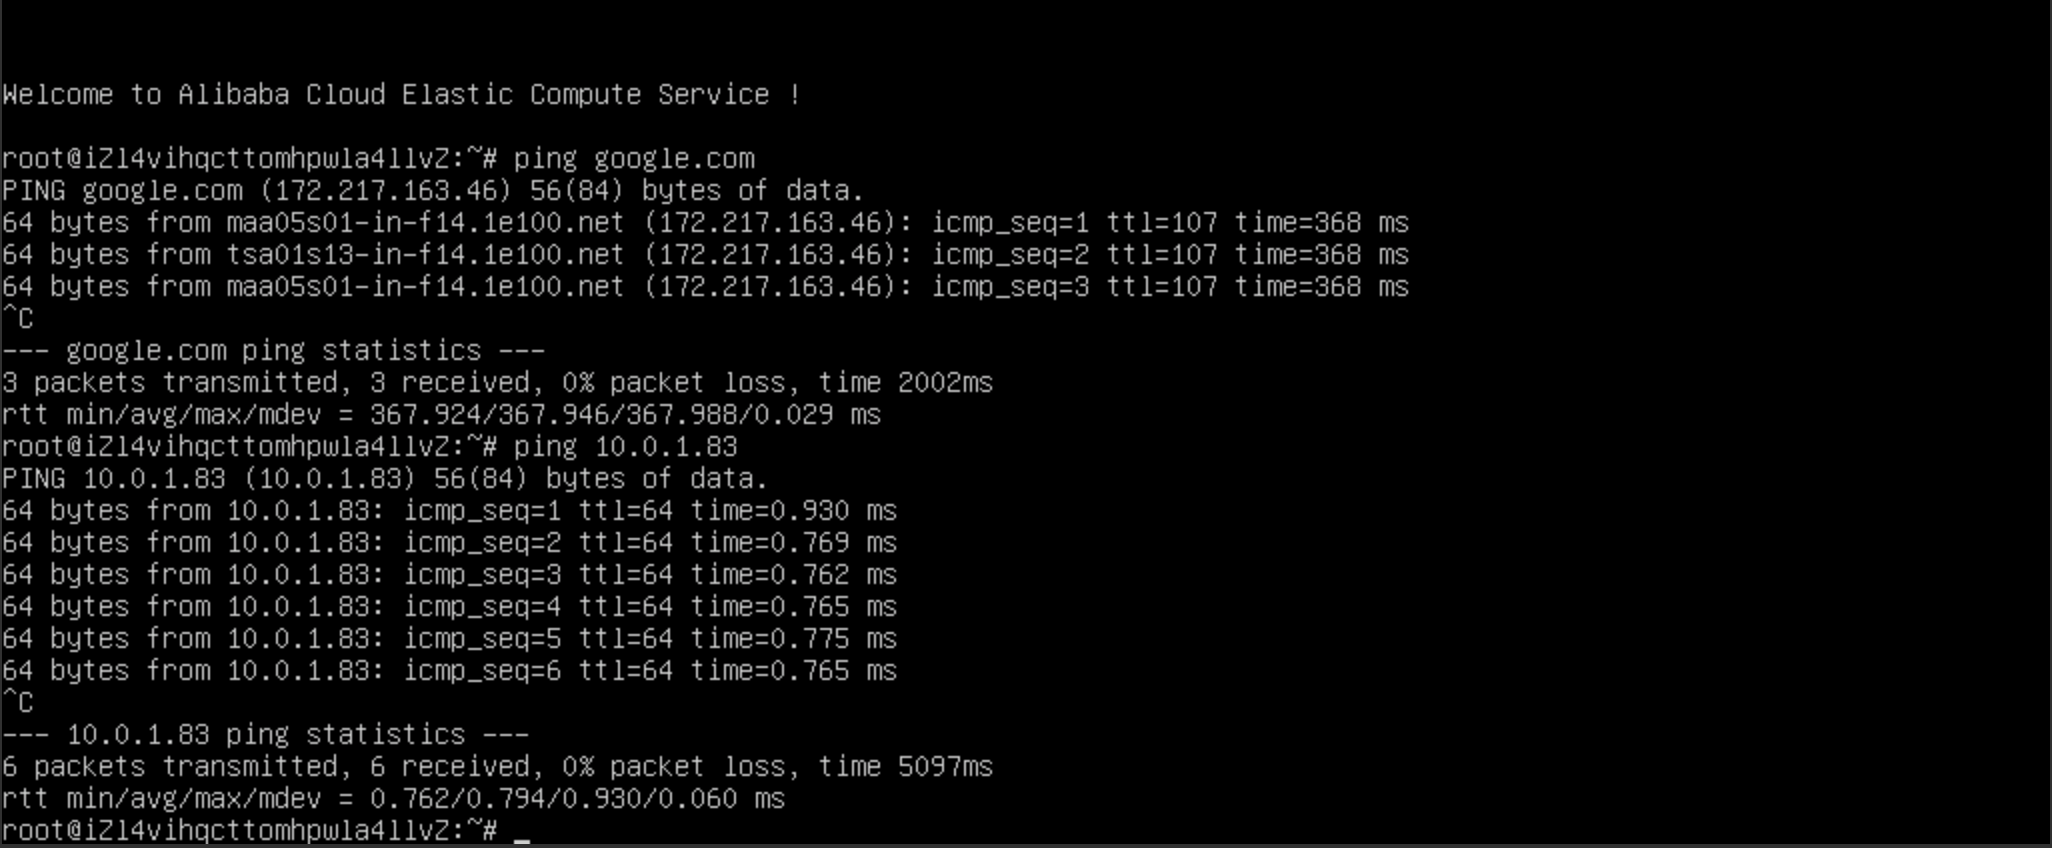 Welcome to Alibaba Cloud Elastic Compute Service !
root@iZl4vihqcttomhpwla4llvZ:~# ping google.com
PING google.com (172.217.163.46) 56(84) bytes of data.
64 bytes from maa05s01-in-f14.1e100.net (172.217.163.46): icmp_seq=1 ttl=107 time=368 ms
64 bytes from tsa01s13-in-f14.1e100.net (172.217.163.46): icmp_seq=2 ttl=107 time=368 ms
64 bytes from maa05s01-in-f14.1e100.net (172.217.163.46): icmp_seq=3 ttl=107 time=368 ms
^C
--- google.com ping statistics ---
3 packets transmitted, 3 received, 0% packet loss, time 2002ms
rtt min/avg/max/mdev = 367.924/367.946/367.988/0.029 ms
root@iZl4vihqcttomhpwla4llvZ:~# ping 10.0.1.83
PING 10.0.1.83 (10.0.1.83) 56(84) bytes of data.
64 bytes from 10.0.1.83: icmp_seq=1 ttl=64 time=0.930 ms
64 bytes from 10.0.1.83: icmp_seq=2 ttl=64 time=0.769 ms
64 bytes from 10.0.1.83: icmp_seq=3 ttl=64 time=0.762 ms
64 bytes from 10.0.1.83: icmp_seq=4 ttl=64 time=0.765 ms
64 bytes from 10.0.1.83: icmp_seq=5 ttl=64 time=0.775 ms
64 bytes from 10.0.1.83: icmp_seq=6 ttl=64 time=0.765 ms
^C
--- 10.0.1.83 ping statistics ---
6 packets transmitted, 6 received, 0% packet loss, time 5097ms
rtt min/avg/max/mdev = 0.762/0.794/0.930/0.060 ms
root@iZl4vihqcttomhpwla4llvZ:~# _